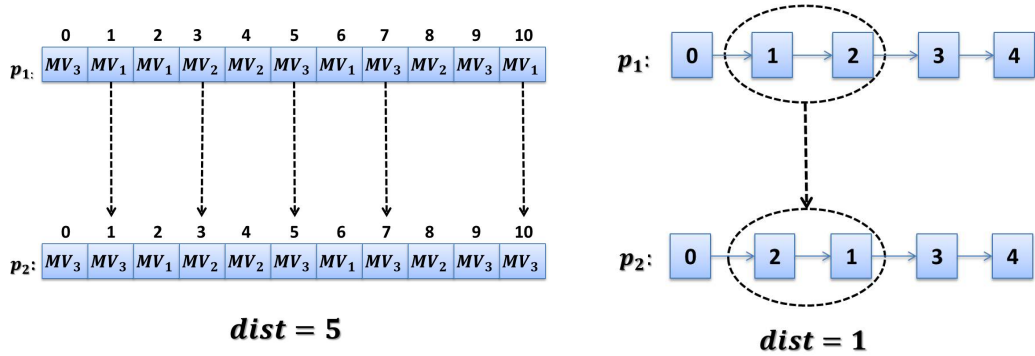 0 1 2 3 4 5 6 7 8 9 10
p₁: MV₃ MV₁ MV₁ MV₂ MV₂ MV₃ MV₁ MV₃ MV₂ MV₃ MV₁
0 1 2 3 4 5 6 7 8 9 10
p₂: MV₃ MV₃ MV₁ MV₂ MV₂ MV₃ MV₁ MV₃ MV₂ MV₃ MV₃
dist = 5
p₁: 0 1 2 3 4
p₂: 0 2 1 3 4
dist = 1